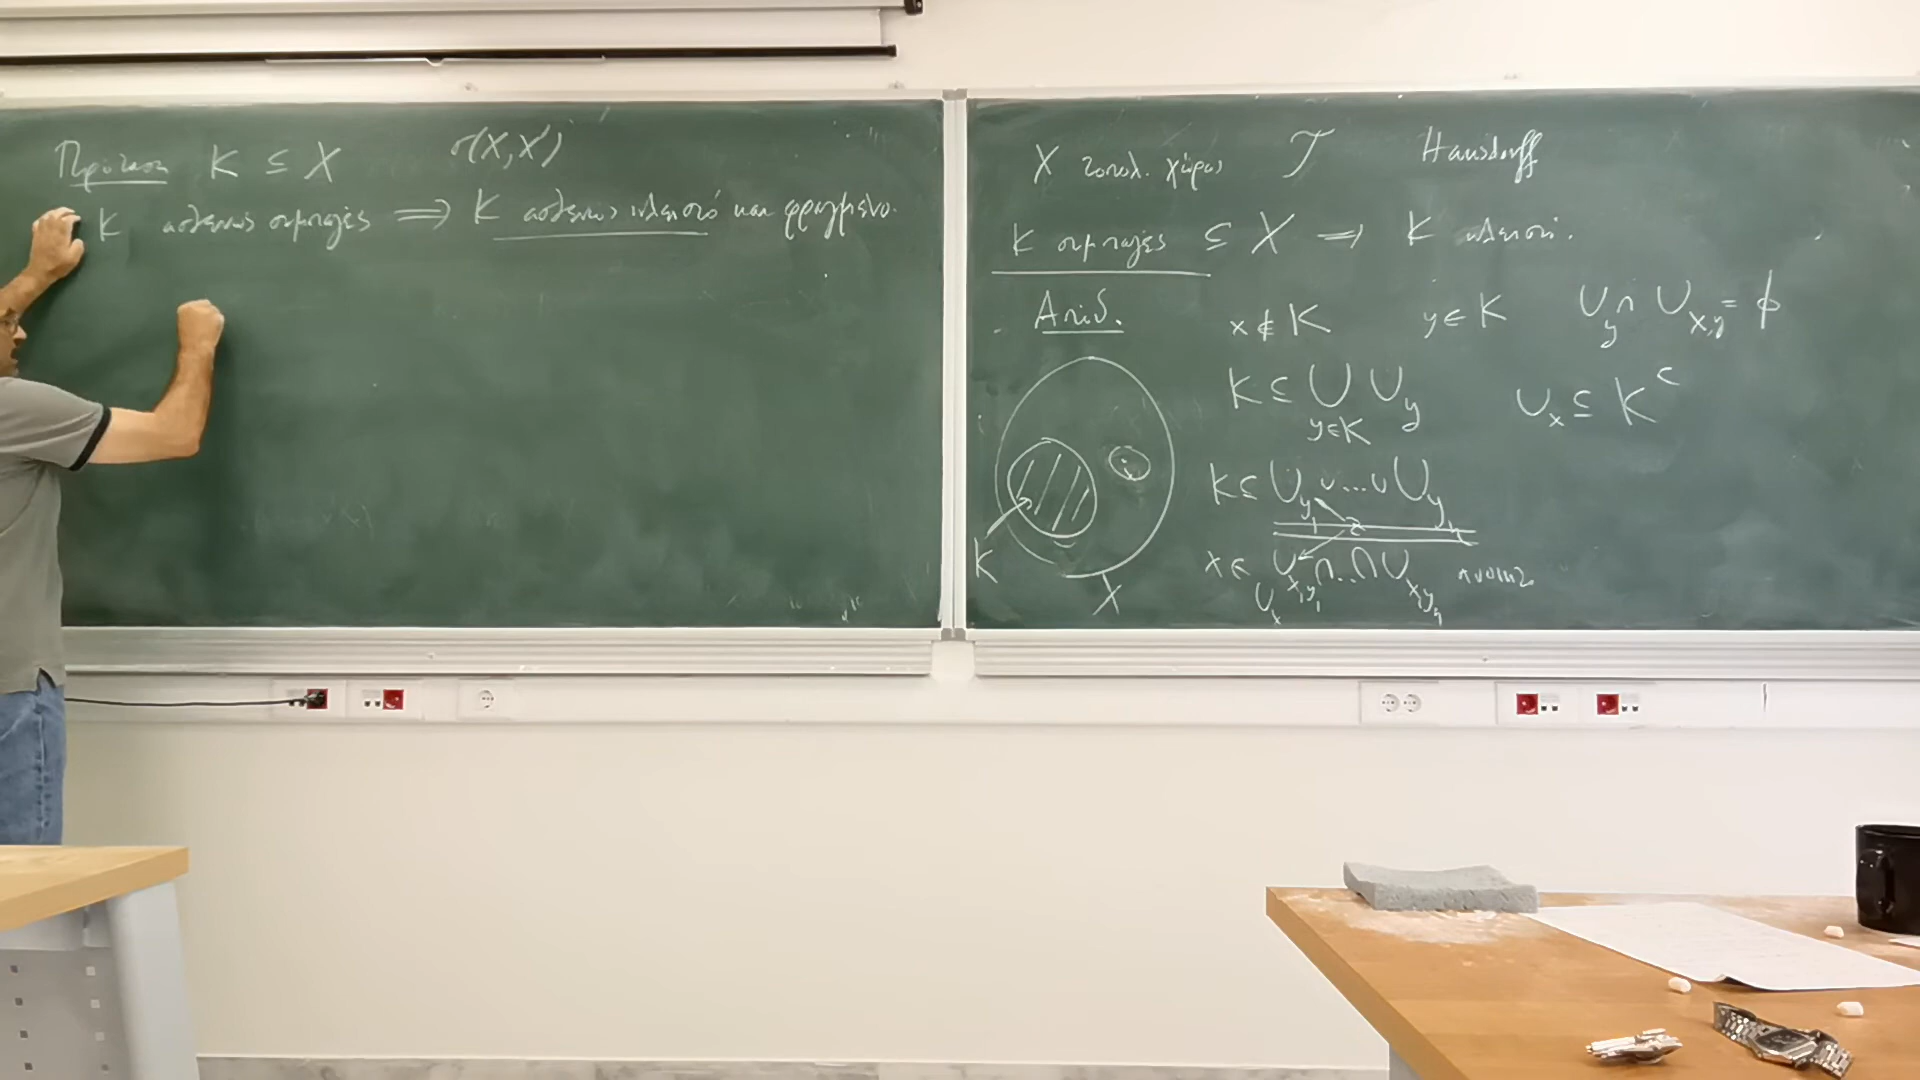 Πρόταση K ⊆ X σ(X, X')
K ασθενώς συμπαγές ⟹ K ασθενώς κλειστό και φραγμένο.
X τοπολ. χώρος 𝒯 Hausdorff
K συμπαγές ⊆ X ⟹ K κλειστό.
Απόδ. x ∉ K y ∈ K U_y ∩ U_{x,y} = ∅
K ⊆ ⋃_{y∈K} U_y U_x ⊆ K^c
K ⊆ U_{y_1} ∪ ... ∪ U_{y_n}
x ∈ U_{x,y_1} ∩ ... ∩ U_{x,y_n} ανοικτό
U_x
K
X